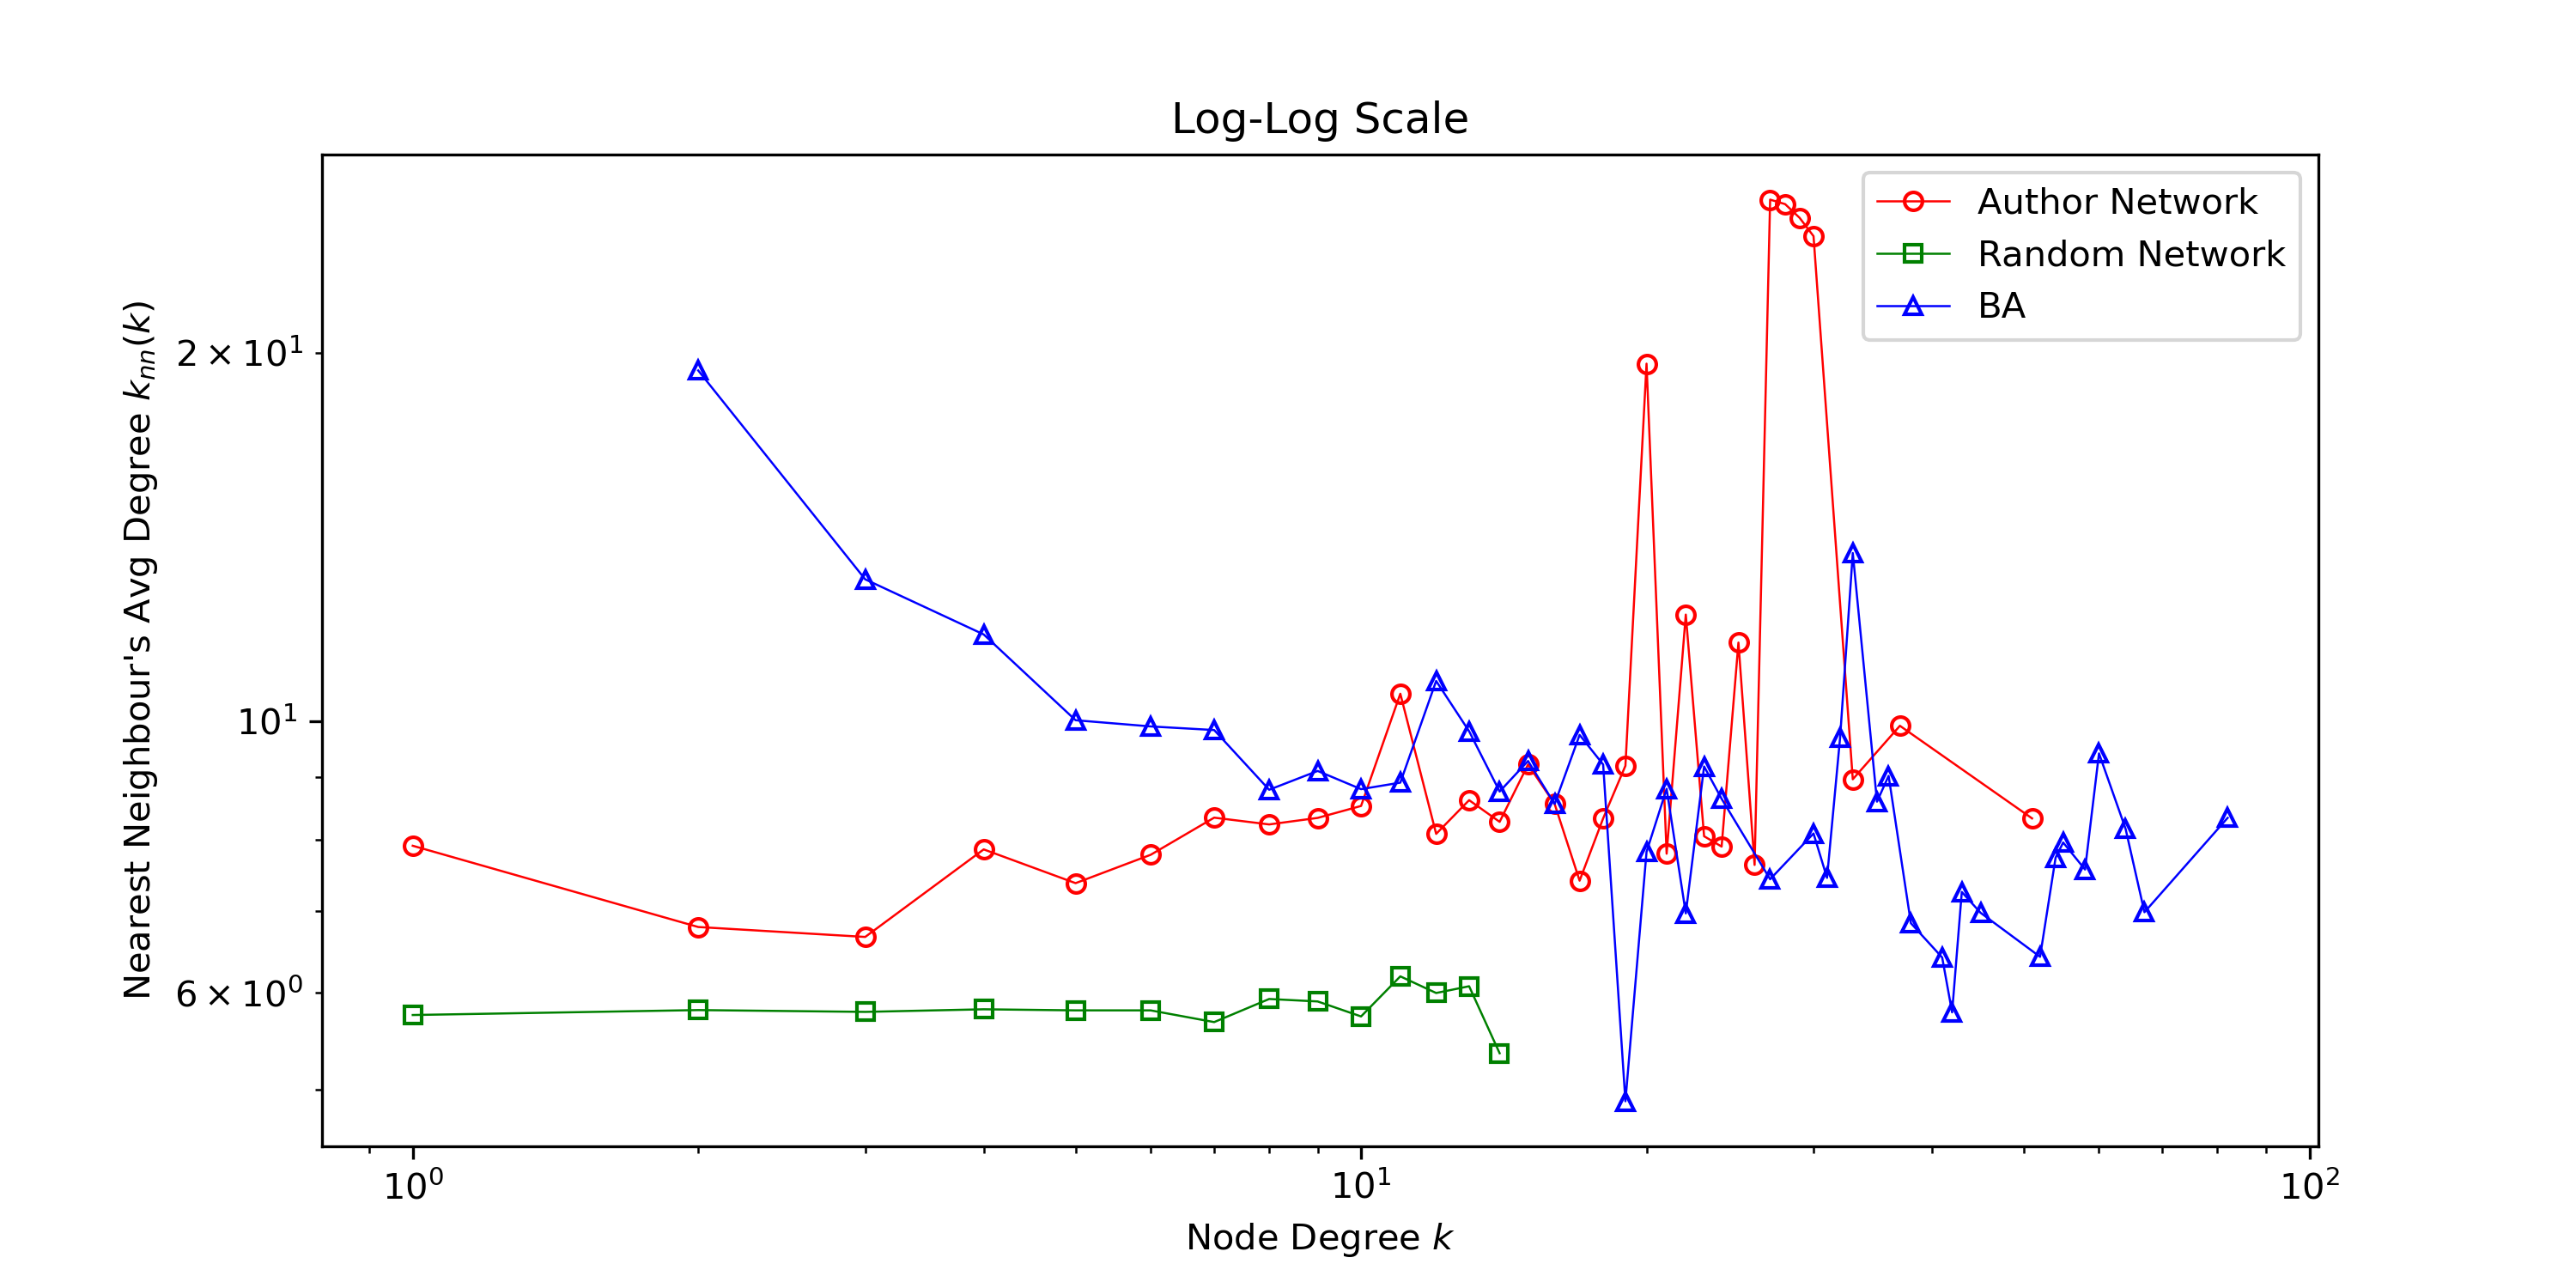 Log-Log Scale
Author Network
Random Network
BA
Nearest Neighbour's Avg Degree kₙₙ(k)
2 × 10¹
10¹
6 × 10⁰
10⁰
10¹
10²
Node Degree k